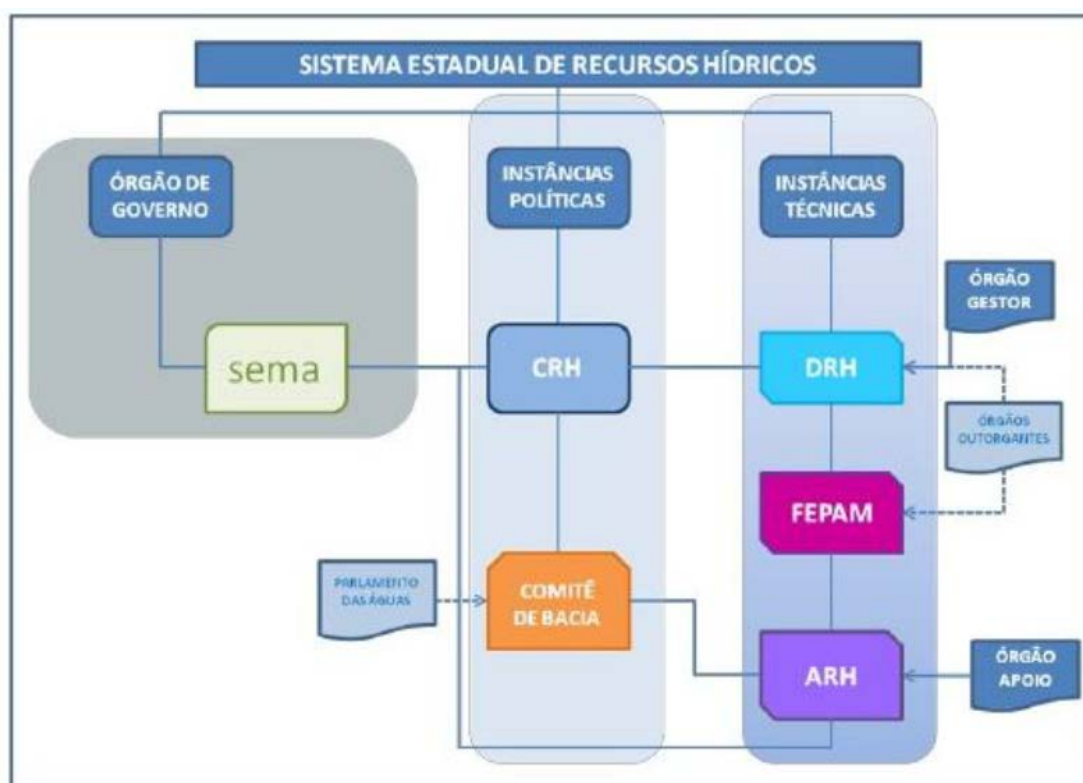 SISTEMA ESTADUAL DE RECURSOS HÍDRICOS
ÓRGÃO DE
GOVERNO
INSTÂNCIAS
POLÍTICAS
INSTÂNCIAS
TÉCNICAS
ÓRGÃO
GESTOR
sema
CRH
DRH
ÓRGÃOS
OUTORGANTES
FEPAM
PARLAMENTO
DAS ÁGUAS
COMITÊ
DE BACIA
ARH
ÓRGÃO
APOIO